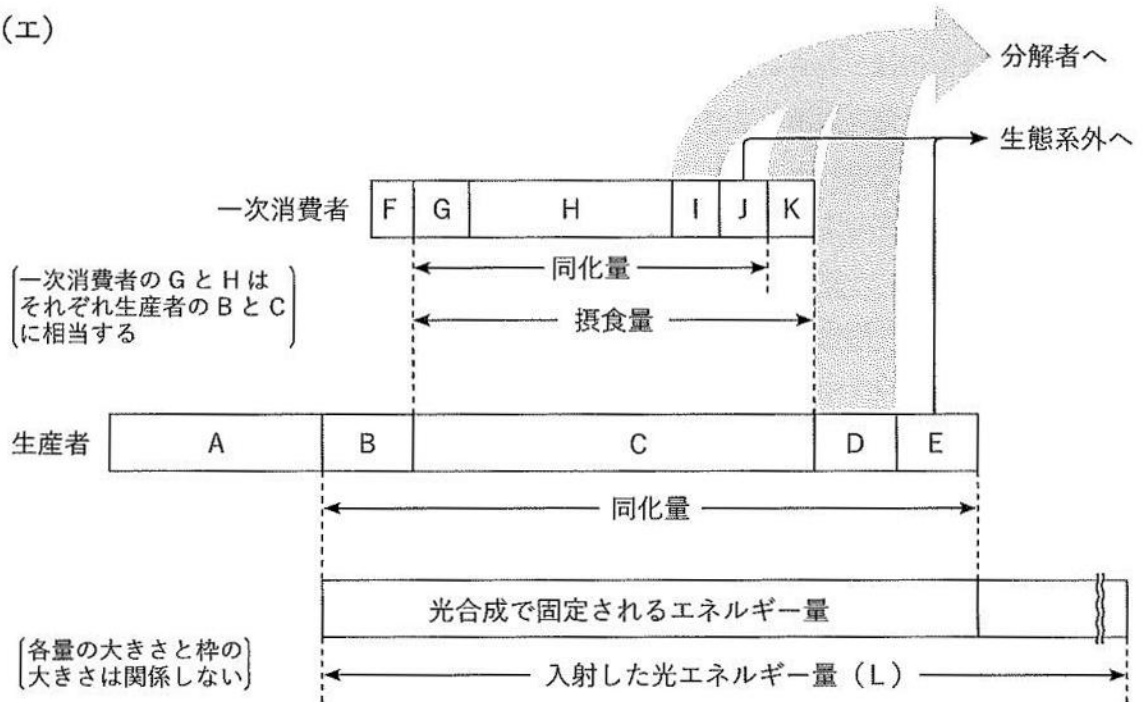 (エ)
分解者へ
生態系外へ
一次消費者 F G H I J K
同化量
一次消費者の G と H は
それぞれ生産者の B と C
に相当する
摂食量
生産者 A B C D E
同化量
光合成で固定されるエネルギー量
各量の大きさと枠の
大きさは関係しない
入射した光エネルギー量(L)